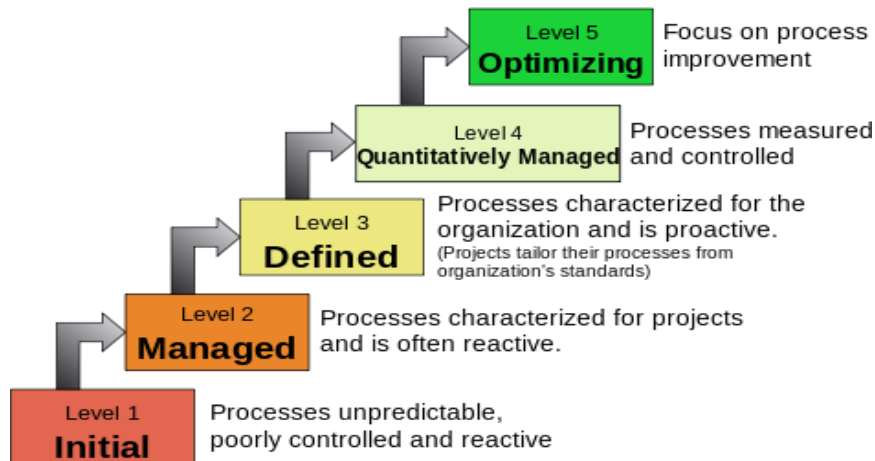 Level 5
Optimizing
Focus on process
improvement
Level 4
Quantitatively Managed
Processes measured
and controlled
Level 3
Defined
Processes characterized for the
organization and is proactive.
(Projects tailor their processes from
organization's standards)
Level 2
Managed
Processes characterized for projects
and is often reactive.
Level 1
Initial
Processes unpredictable,
poorly controlled and reactive